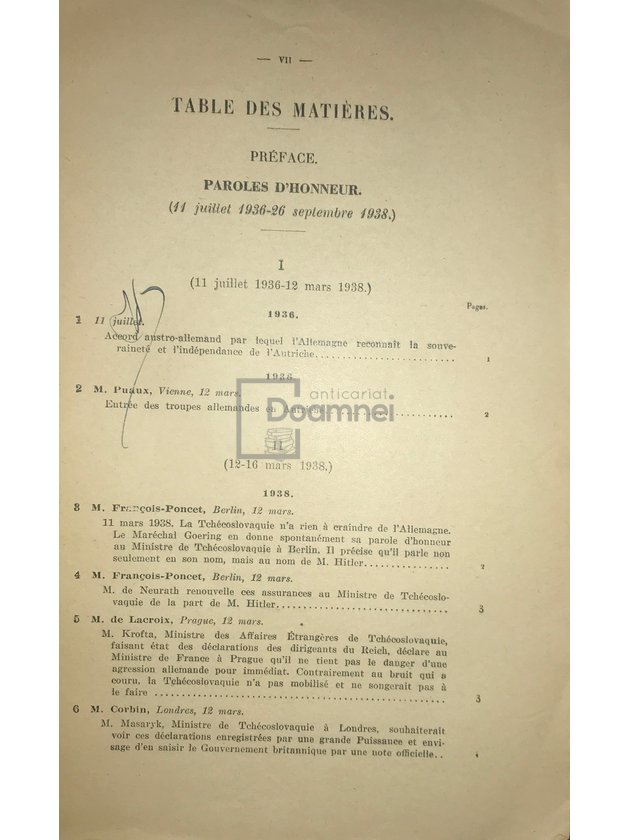 — VII —
TABLE DES MATIÈRES.
PRÉFACE.
PAROLES D'HONNEUR.
(11 juillet 1936-26 septembre 1938.)
I
(11 juillet 1936-12 mars 1938.)
Pages.
1936.
1 11 juillet.
Accord austro-allemand par lequel l'Allemagne reconnaît la souve-
raineté et l'indépendance de l'Autriche. 1
1936.
2 M. Puaux, Vienne, 12 mars.
Entrée des troupes allemandes en Autriche. 2
anticariat
Doamnei
II
(12-16 mars 1938.)
1938.
3 M. François-Poncet, Berlin, 12 mars.
11 mars 1938. La Tchécoslovaquie n'a rien à craindre de l'Allemagne.
Le Maréchal Goering en donne spontanément sa parole d'honneur
au Ministre de Tchécoslovaquie à Berlin. Il précise qu'il parle non
seulement en son nom, mais au nom de M. Hitler. 2
4 M. François-Poncet, Berlin, 12 mars.
M. de Neurath renouvelle ces assurances au Ministre de Tchécoslo-
vaquie de la part de M. Hitler. 3
5 M. de Lacroix, Prague, 12 mars.
M. Krofta, Ministre des Affaires Étrangères de Tchécoslovaquie,
faisant état des déclarations des dirigeants du Reich, déclare au
Ministre de France à Prague qu'il ne tient pas le danger d'une
agression allemande pour immédiat. Contrairement au bruit qui a
couru, la Tchécoslovaquie n'a pas mobilisé et ne songerait pas à
le faire 3
6 M. Corbin, Londres, 12 mars.
M. Masaryk, Ministre de Tchécoslovaquie à Londres, souhaiterait
voir ces déclarations enregistrées par une grande Puissance et envi-
sage d'en saisir le Gouvernement britannique par une note officielle.. 4